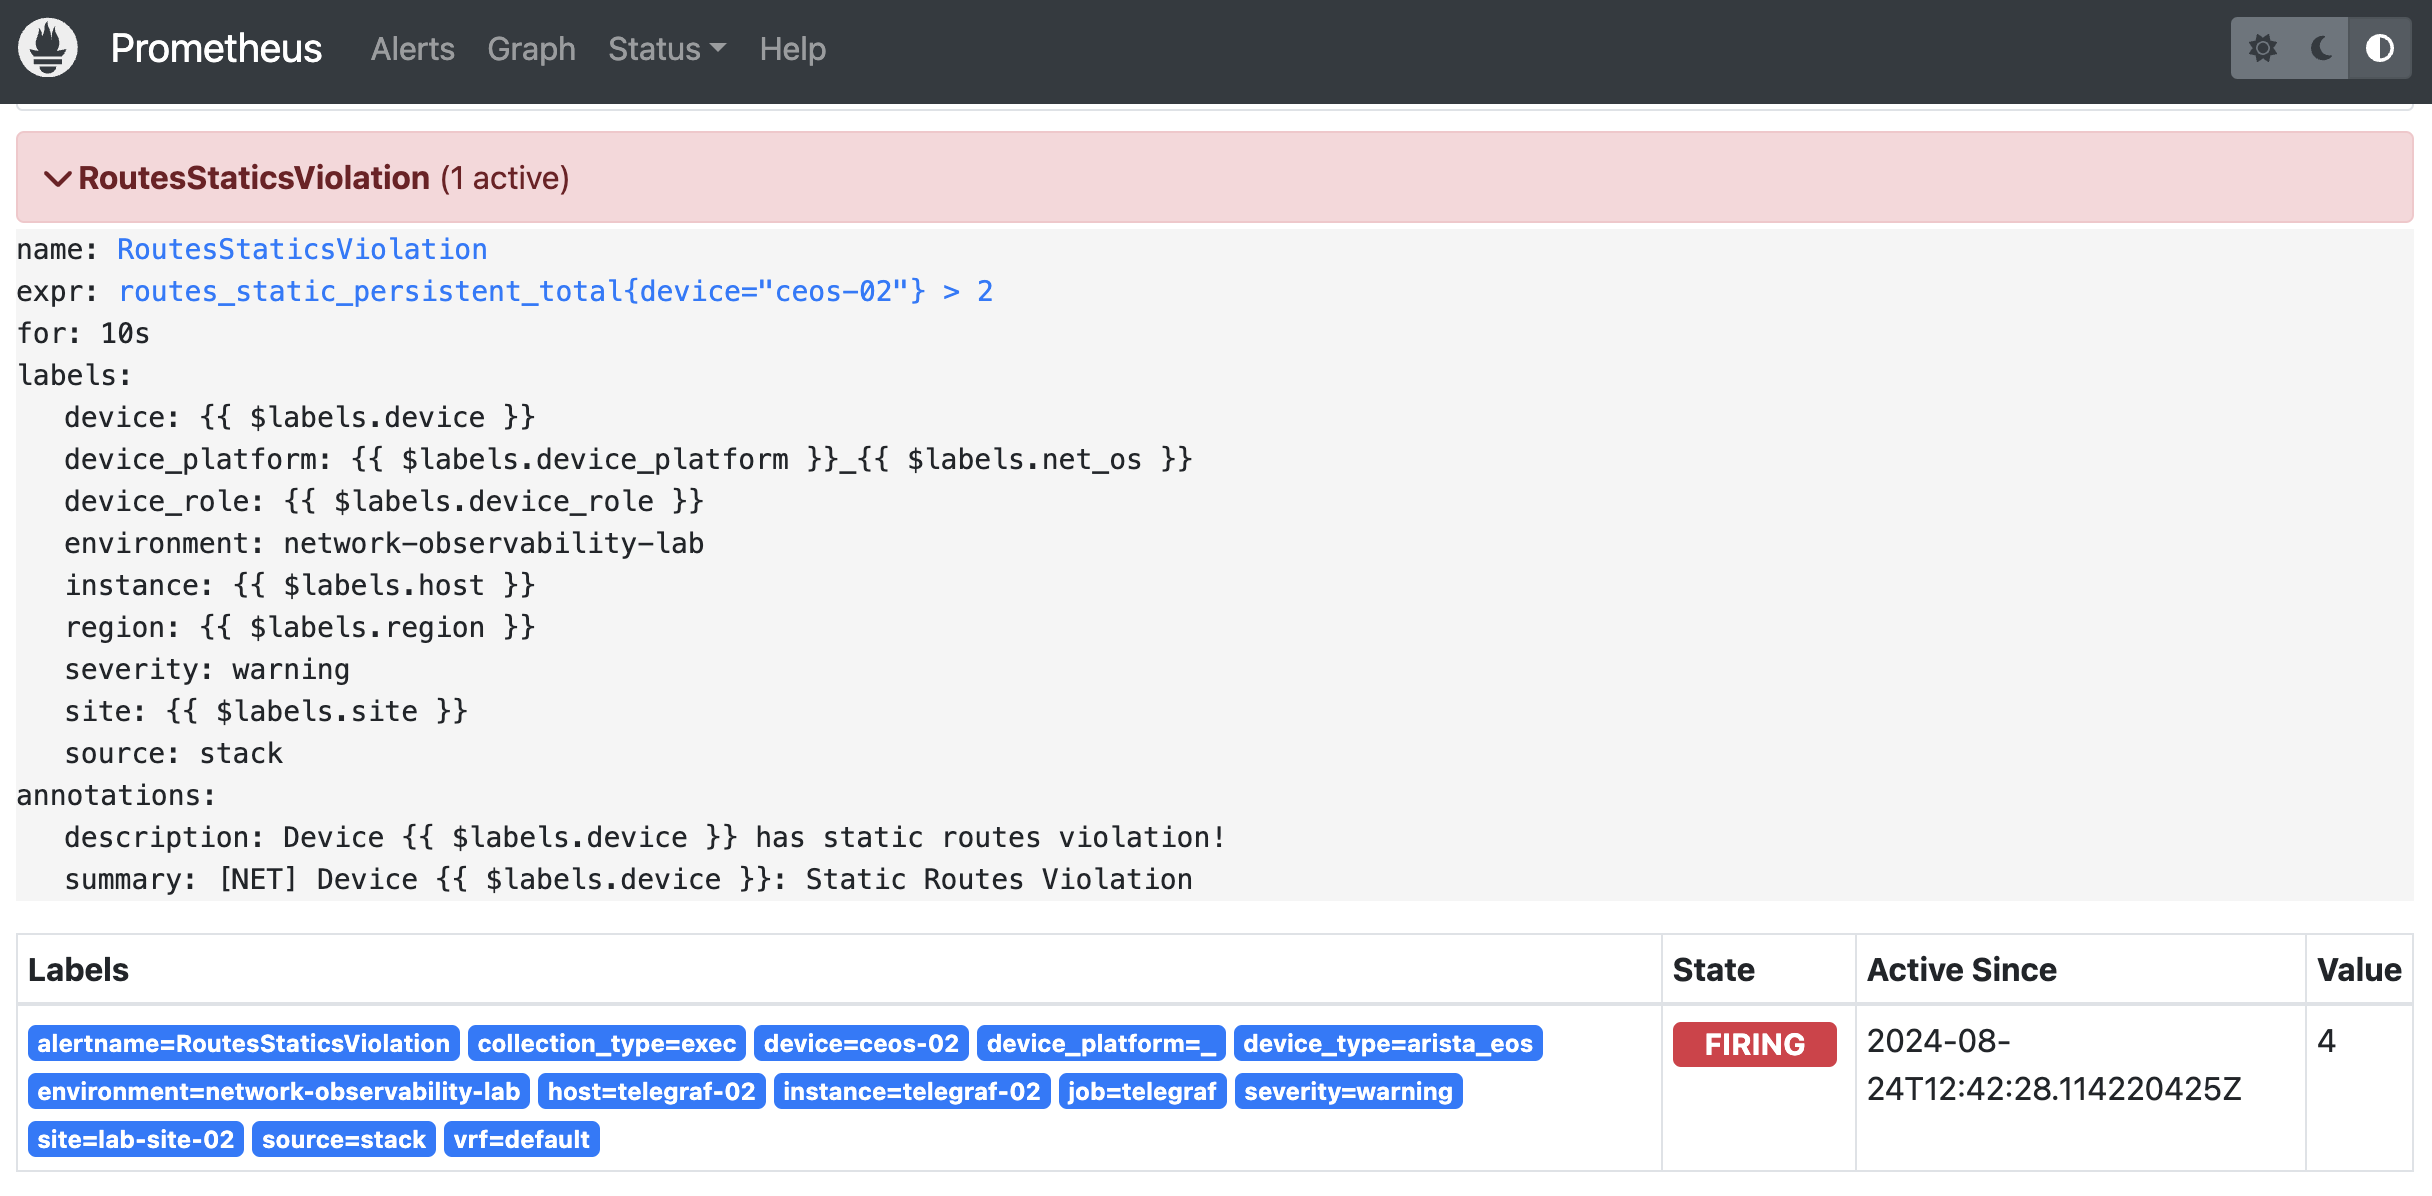 Prometheus Alerts Graph Status Help
RoutesStaticsViolation (1 active)
name: RoutesStaticsViolation
expr: routes_static_persistent_total{device="ceos-02"} > 2
for: 10s
labels:
device: {{ $labels.device }}
device_platform: {{ $labels.device_platform }}_{{ $labels.net_os }}
device_role: {{ $labels.device_role }}
environment: network-observability-lab
instance: {{ $labels.host }}
region: {{ $labels.region }}
severity: warning
site: {{ $labels.site }}
source: stack
annotations:
description: Device {{ $labels.device }} has static routes violation!
summary: [NET] Device {{ $labels.device }}: Static Routes Violation
Labels State Active Since Value
alertname=RoutesStaticsViolation collection_type=exec device=ceos-02 device_platform=_ device_type=arista_eos FIRING 2024-08- 4
environment=network-observability-lab host=telegraf-02 instance=telegraf-02 job=telegraf severity=warning 24T12:42:28.114220425Z
site=lab-site-02 source=stack vrf=default